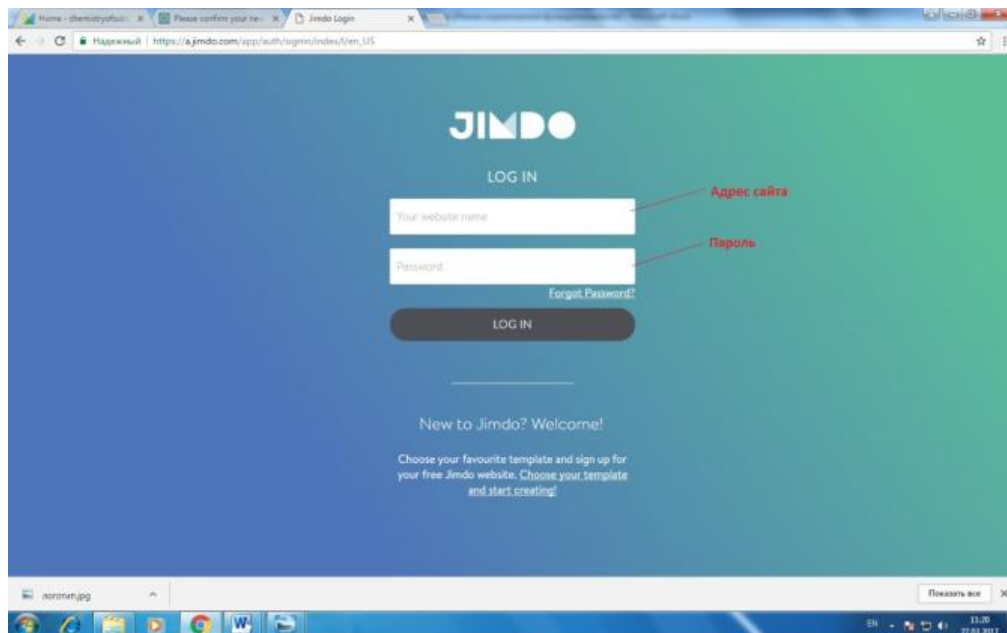 Please confirm your ne
Jimdo Login
Надежный
https://a.jimdo.com/app/auth/signin/index/l/en_US
JIMDO
LOG IN
Адрес сайта
Your website name
Пароль
Password
Forgot Password?
LOG IN
New to Jimdo? Welcome!
Choose your favourite template and sign up for
your free Jimdo website. Choose your template
and start creating!
логотип.jpg
Показать все
EN
11:20
27.03.2017